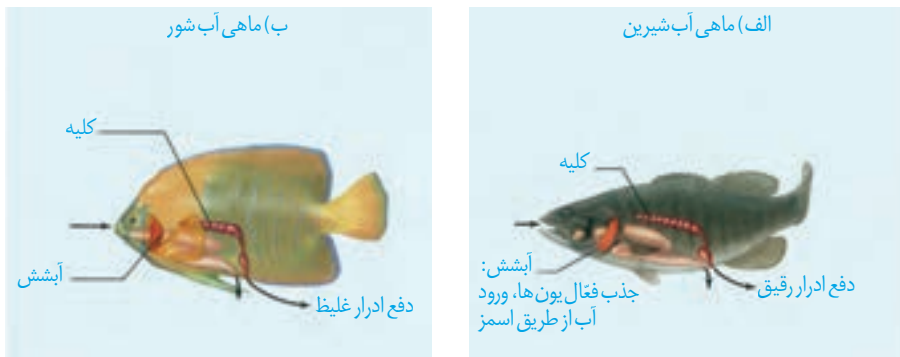 الف) ماهی آب شیرین
کلیه
آبشش:
جذب فعّال یون ها، ورود
آب از طریق اسمز
دفع ادرار رقیق
ب) ماهی آب شور
کلیه
آبشش
دفع ادرار غلیظ